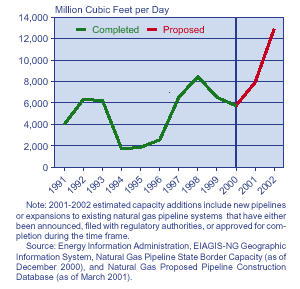 Million Cubic Feet per Day
14,000
Completed Proposed
12,000
10,000
8,000
6,000
4,000
2,000
0
1991 1992 1993 1994 1995 1996 1997 1998 1999 2000 2001 2002
Note: 2001-2002 estimated capacity additions include new pipelines
or expansions to existing natural gas pipeline systems that have either
been announced, filed with regulatory authorities, or approved for com-
pletion during the time frame.
Source: Energy Information Administration, EIAGIS-NG Geographic
Information System, Natural Gas Pipeline State Border Capacity (as of
December 2000), and Natural Gas Proposed Pipeline Construction
Database (as of March 2001).